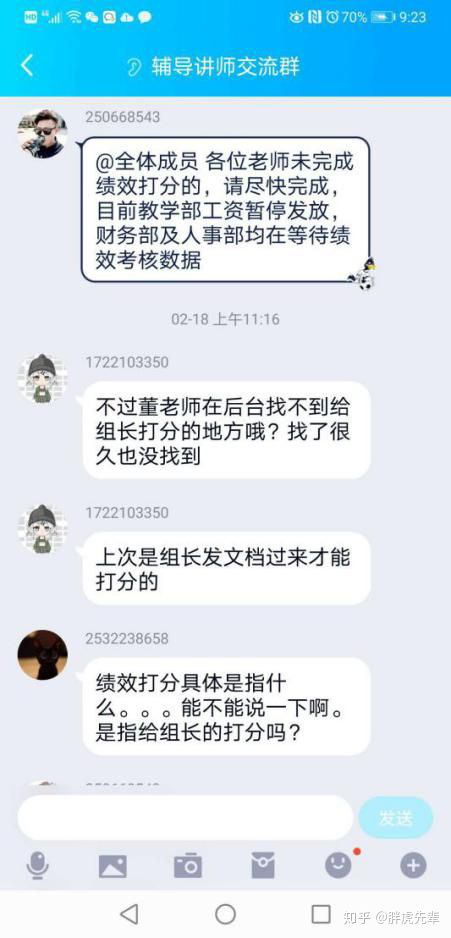 HD
70%
9:23
辅导讲师交流群
250668543
@全体成员 各位老师未完成
绩效打分的，请尽快完成，
目前教学部工资暂停发放，
财务部及人事部均在等待绩
效考核数据
02-18 上午11:16
1722103350
不过董老师在后台找不到给
组长打分的地方哦？找了很
久也没找到
1722103350
上次是组长发文档过来才能
打分的
2532238658
绩效打分具体是指什
么。。。能不能说一下啊。
是指给组长的打分吗？
发送
知乎 @胖虎先辈